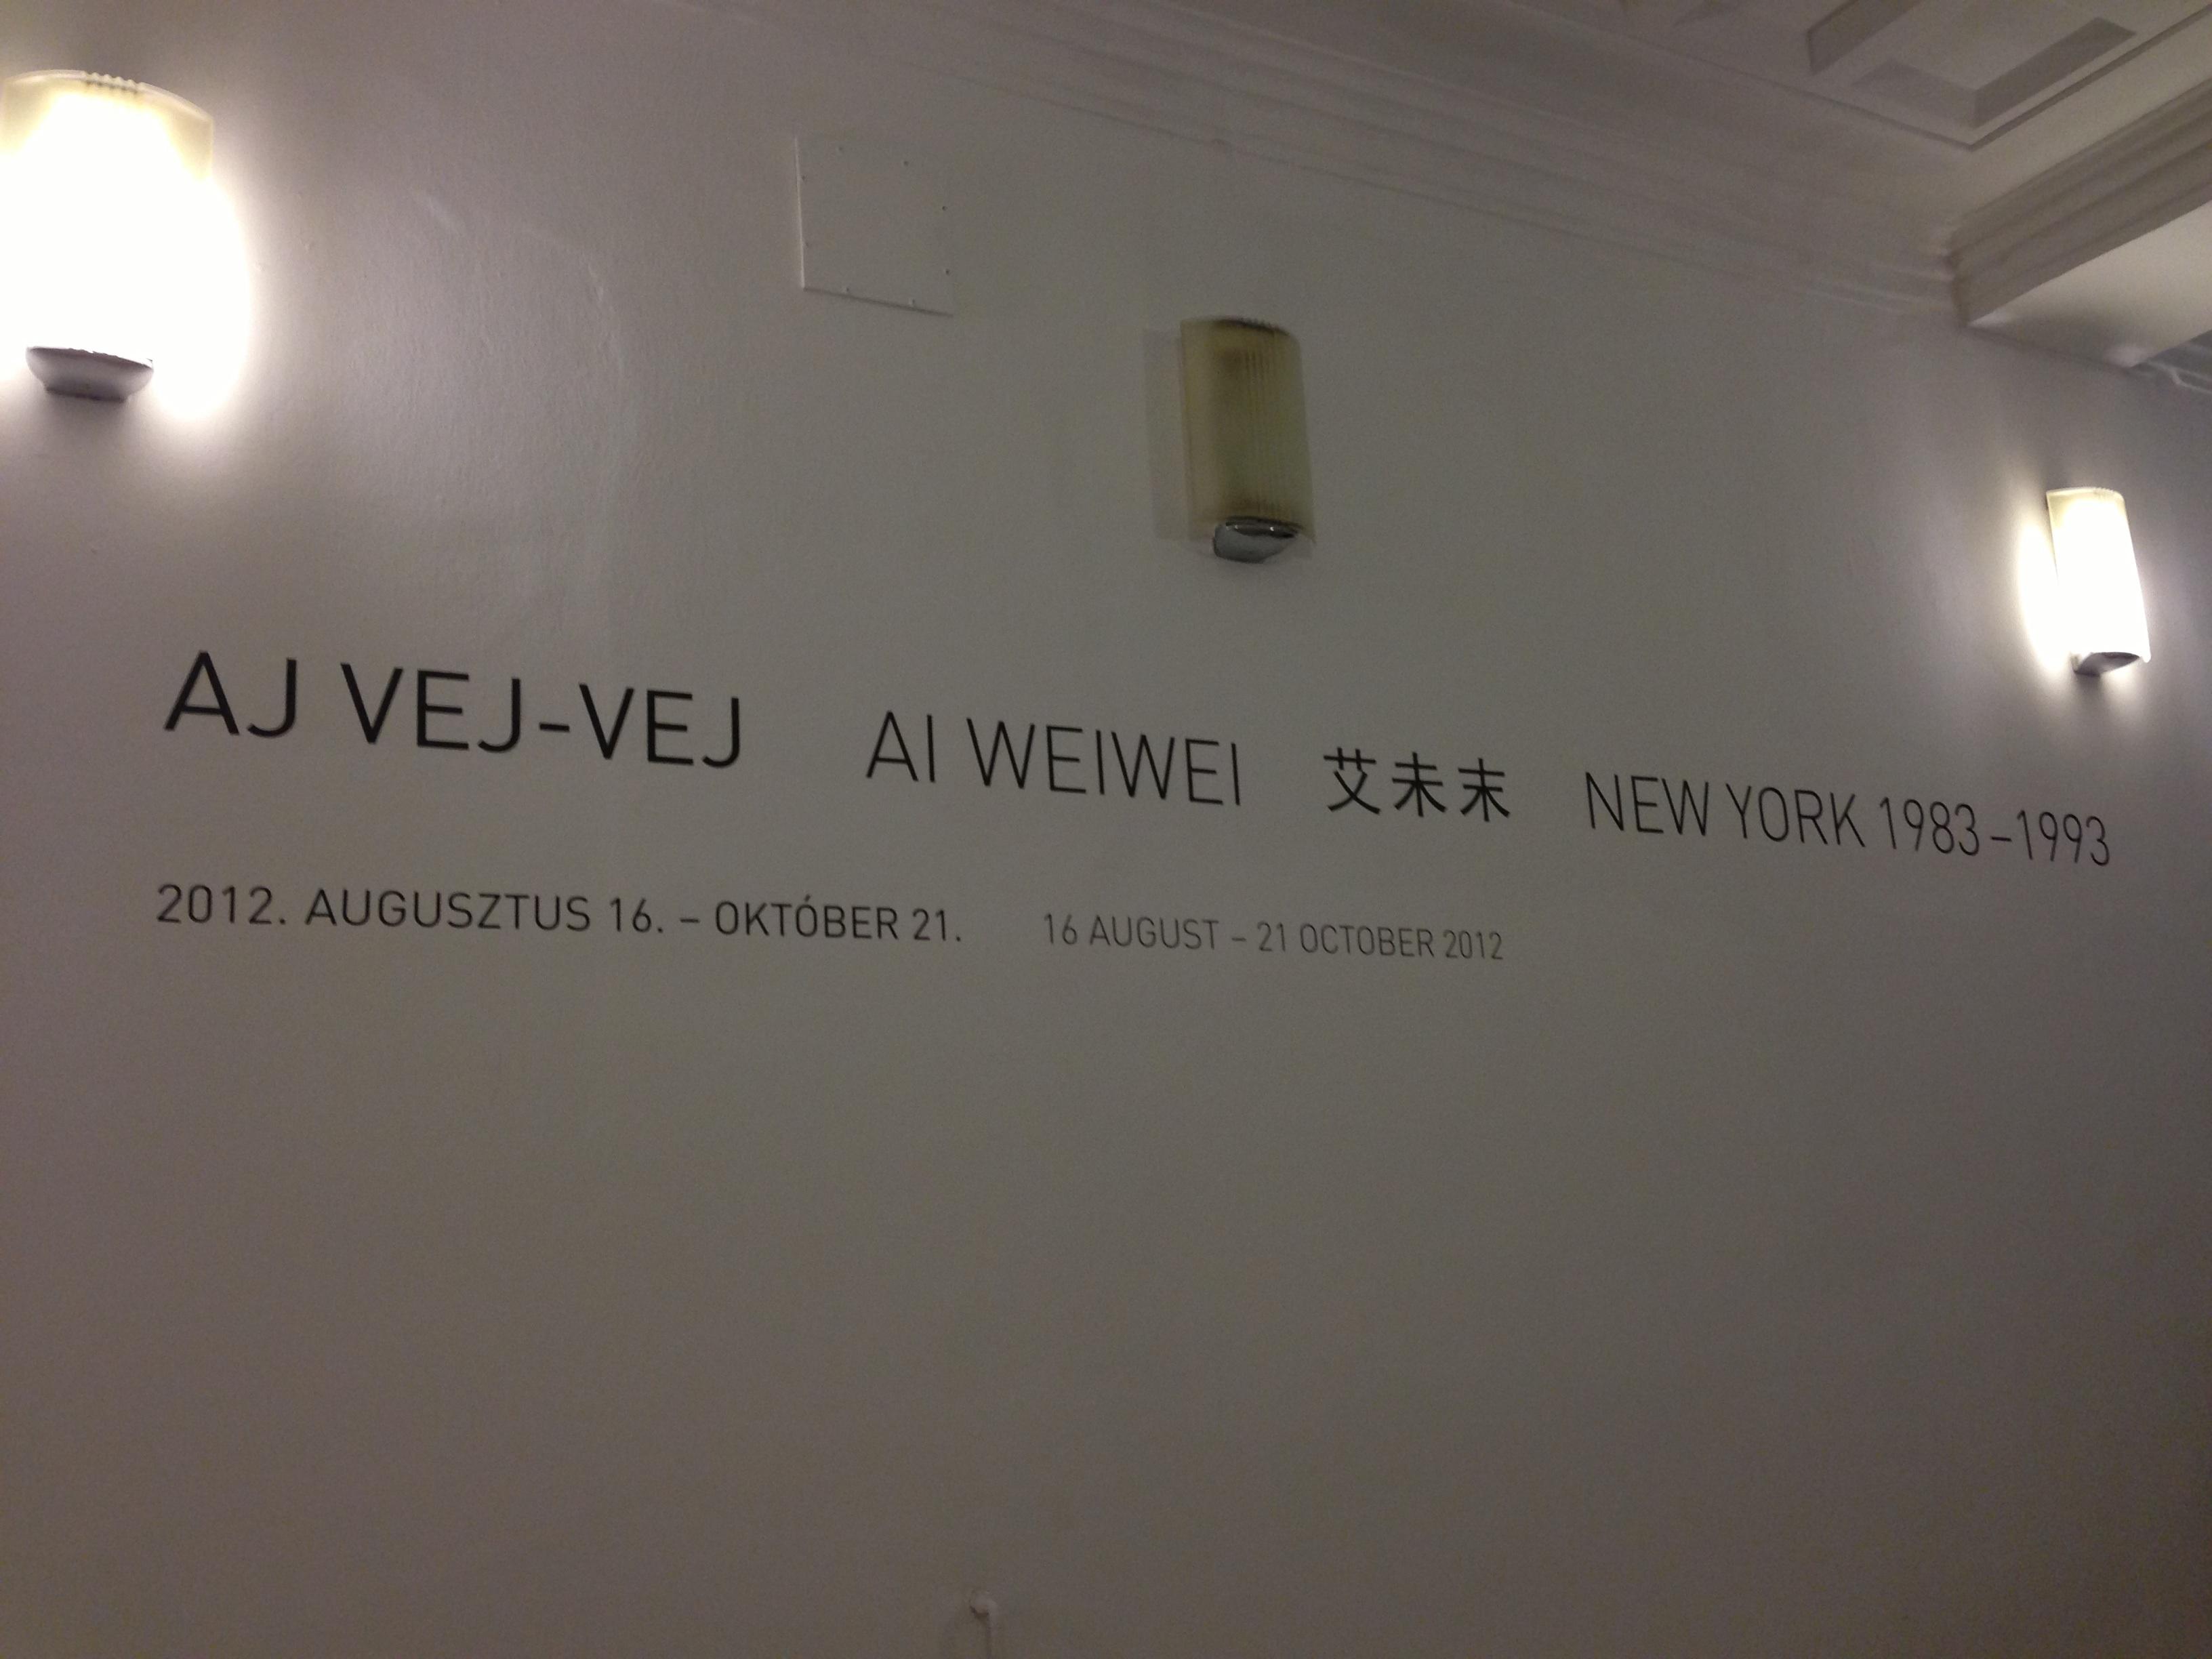 AJ VEJ-VEJ AI WEIWEI 艾未末 NEW YORK 1983–1993
2012. AUGUSZTUS 16. – OKTÓBER 21. 16 AUGUST – 21 OCTOBER 2012